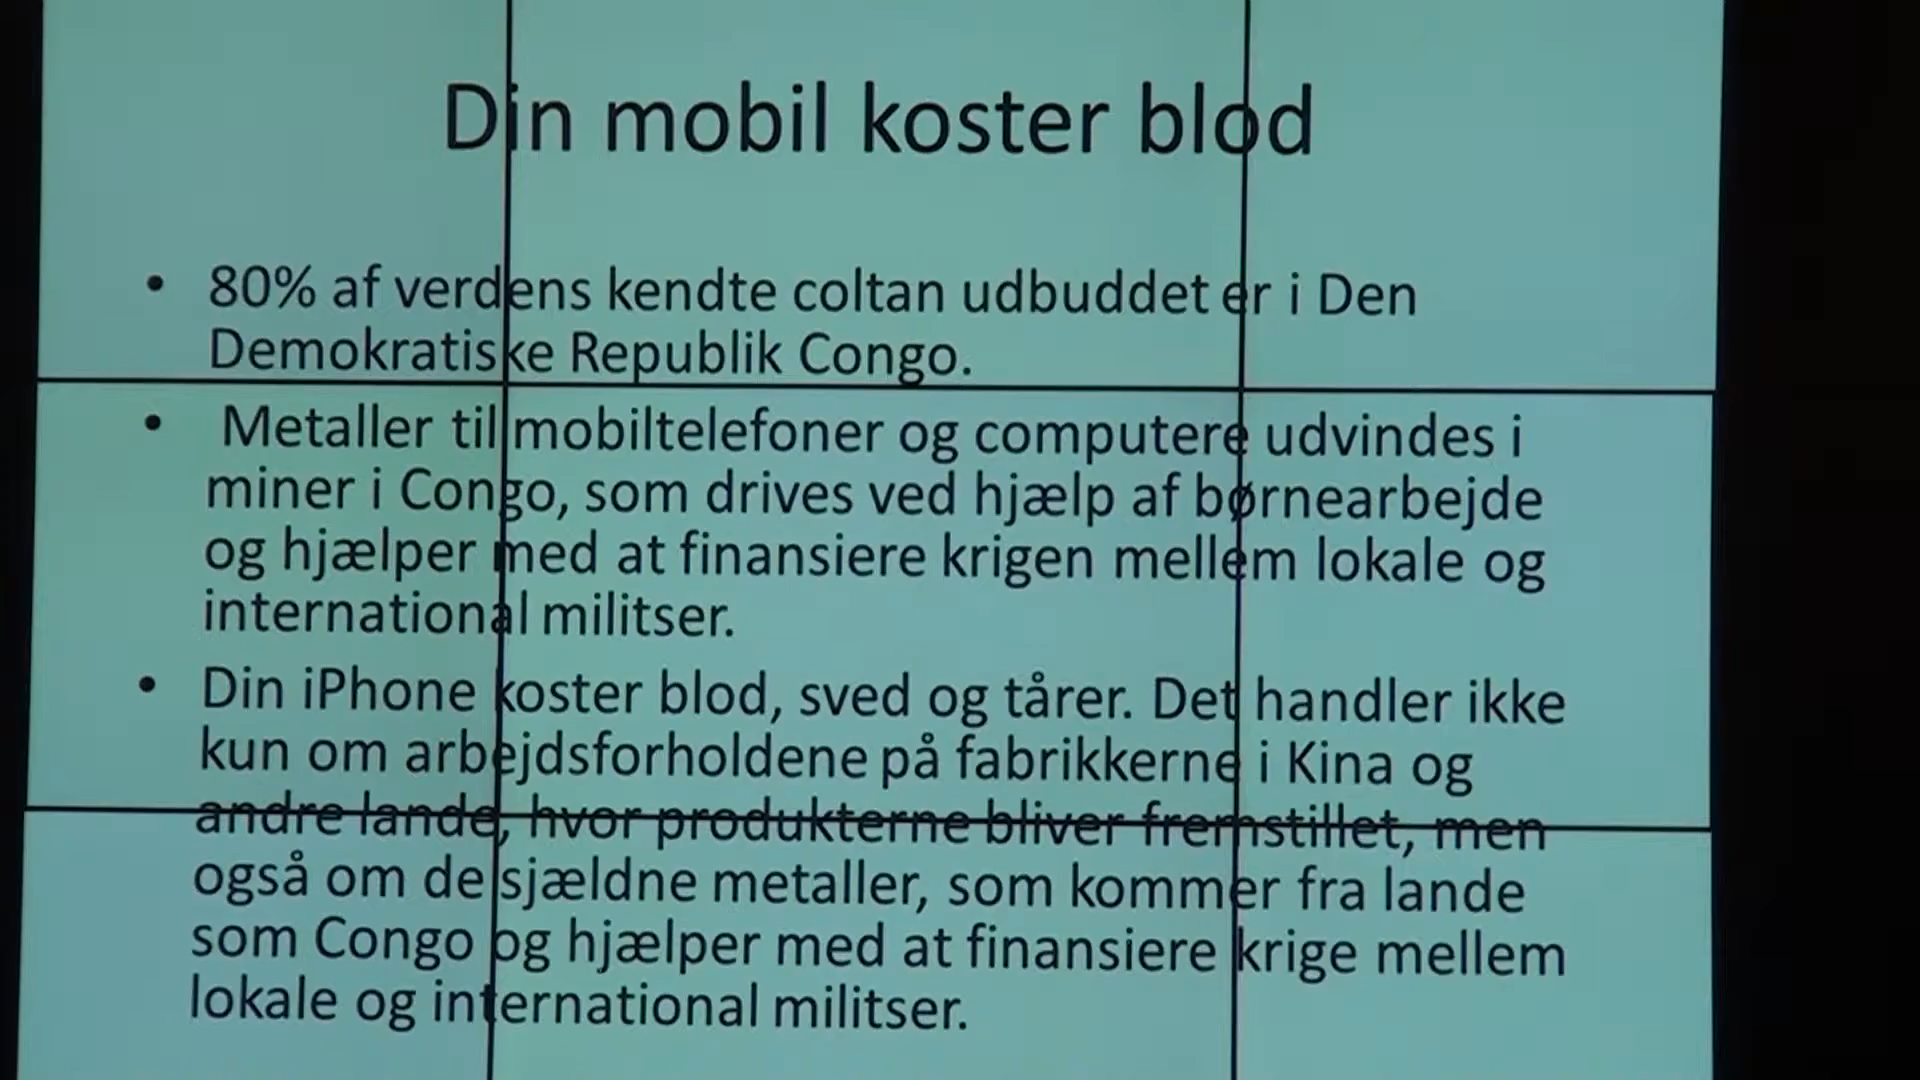 Din mobil koster blod
• 80% af verdens kendte coltan udbuddet er i Den
Demokratiske Republik Congo.
• Metaller til mobiltelefoner og computere udvindes i
miner i Congo, som drives ved hjælp af børnearbejde
og hjælper med at finansiere krigen mellem lokale og
international militser.
• Din iPhone koster blod, sved og tårer. Det handler ikke
kun om arbejdsforholdene på fabrikkerne i Kina og
andre lande, hvor produkterne bliver fremstillet, men
også om de sjældne metaller, som kommer fra lande
som Congo og hjælper med at finansiere krige mellem
lokale og international militser.